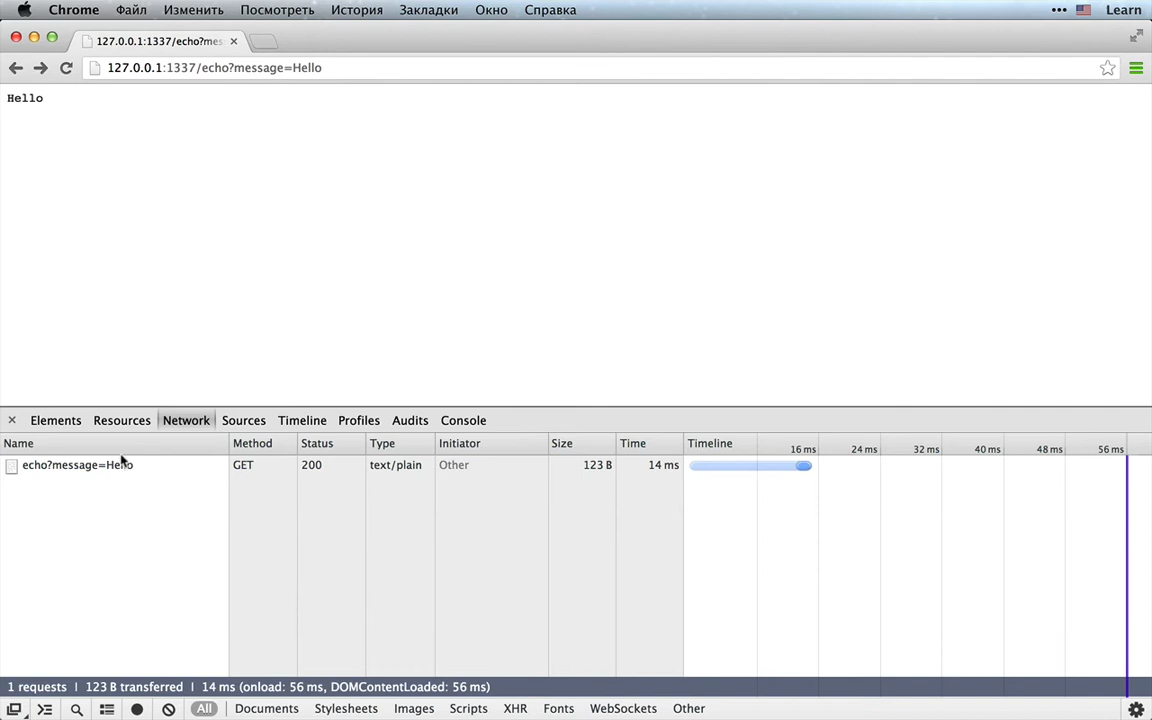 Chrome Файл Изменить Посмотреть История Закладки Окно Справка ••• Learn
127.0.0.1:1337/echo?mes
127.0.0.1:1337/echo?message=Hello
Hello
Elements Resources Network Sources Timeline Profiles Audits Console
Name Method Status Type Initiator Size Time Timeline 16 ms 24 ms 32 ms 40 ms 48 ms 56 ms
echo?message=Hello GET 200 text/plain Other 123 B 14 ms
1 requests | 123 B transferred | 14 ms (onload: 56 ms, DOMContentLoaded: 56 ms)
All Documents Stylesheets Images Scripts XHR Fonts WebSockets Other